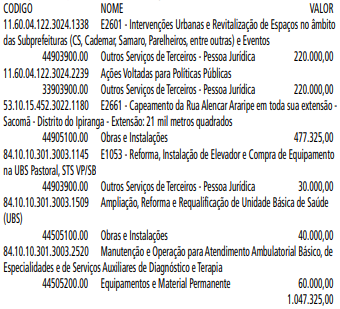 CODIGO NOME VALOR
11.60.04.122.3024.1338 E2601 - Intervenções Urbanas e Revitalização de Espaços no âmbito
das Subprefeituras (CS, Cademar, Samaro, Parelheiros, entre outras) e Eventos
44903900.00 Outros Serviços de Terceiros - Pessoa Jurídica 220.000,00
11.60.04.122.3024.2239 Ações Voltadas para Políticas Públicas
33903900.00 Outros Serviços de Terceiros - Pessoa Jurídica 220.000,00
53.10.15.452.3022.1180 E2661 - Capeamento da Rua Alencar Araripe em toda sua extensão -
Sacomã - Distrito do Ipiranga - Extensão: 21 mil metros quadrados
44905100.00 Obras e Instalações 477.325,00
84.10.10.301.3003.1145 E1053 - Reforma, Instalação de Elevador e Compra de Equipamento
na UBS Pastoral, STS VP/SB
44903900.00 Outros Serviços de Terceiros - Pessoa Jurídica 30.000,00
84.10.10.301.3003.1509 Ampliação, Reforma e Requalificação de Unidade Básica de Saúde
(UBS)
44505100.00 Obras e Instalações 40.000,00
84.10.10.301.3003.2520 Manutenção e Operação para Atendimento Ambulatorial Básico, de
Especialidades e de Serviços Auxiliares de Diagnóstico e Terapia
44505200.00 Equipamentos e Material Permanente 60.000,00
1.047.325,00